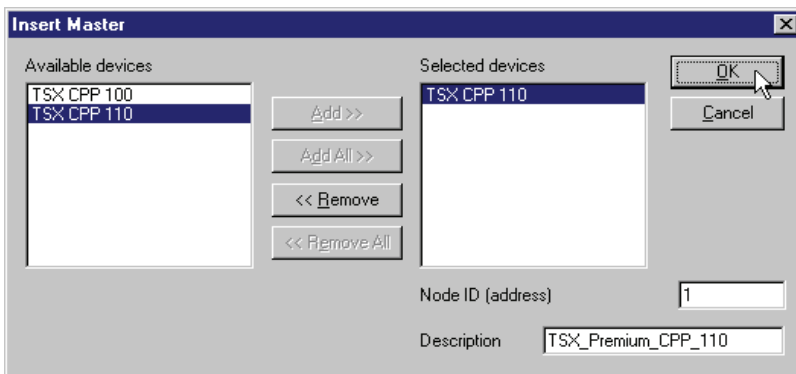 Insert Master
Available devices
TSX CPP 100
TSX CPP 110
Add >>
Add All >>
<< Remove
<< Remove All
Selected devices
TSX CPP 110
OK
Cancel
Node ID (address) 1
Description TSX_Premium_CPP_110